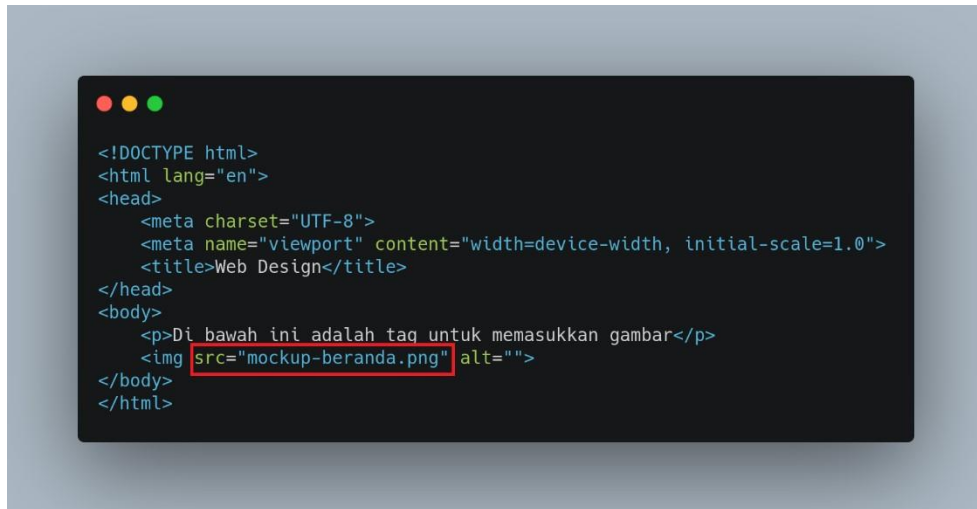 <!DOCTYPE html>
<html lang="en">
<head>
    <meta charset="UTF-8">
    <meta name="viewport" content="width=device-width, initial-scale=1.0">
    <title>Web Design</title>
</head>
<body>
    <p>Di bawah ini adalah tag untuk memasukkan gambar</p>
    <img src="mockup-beranda.png" alt="">
</body>
</html>